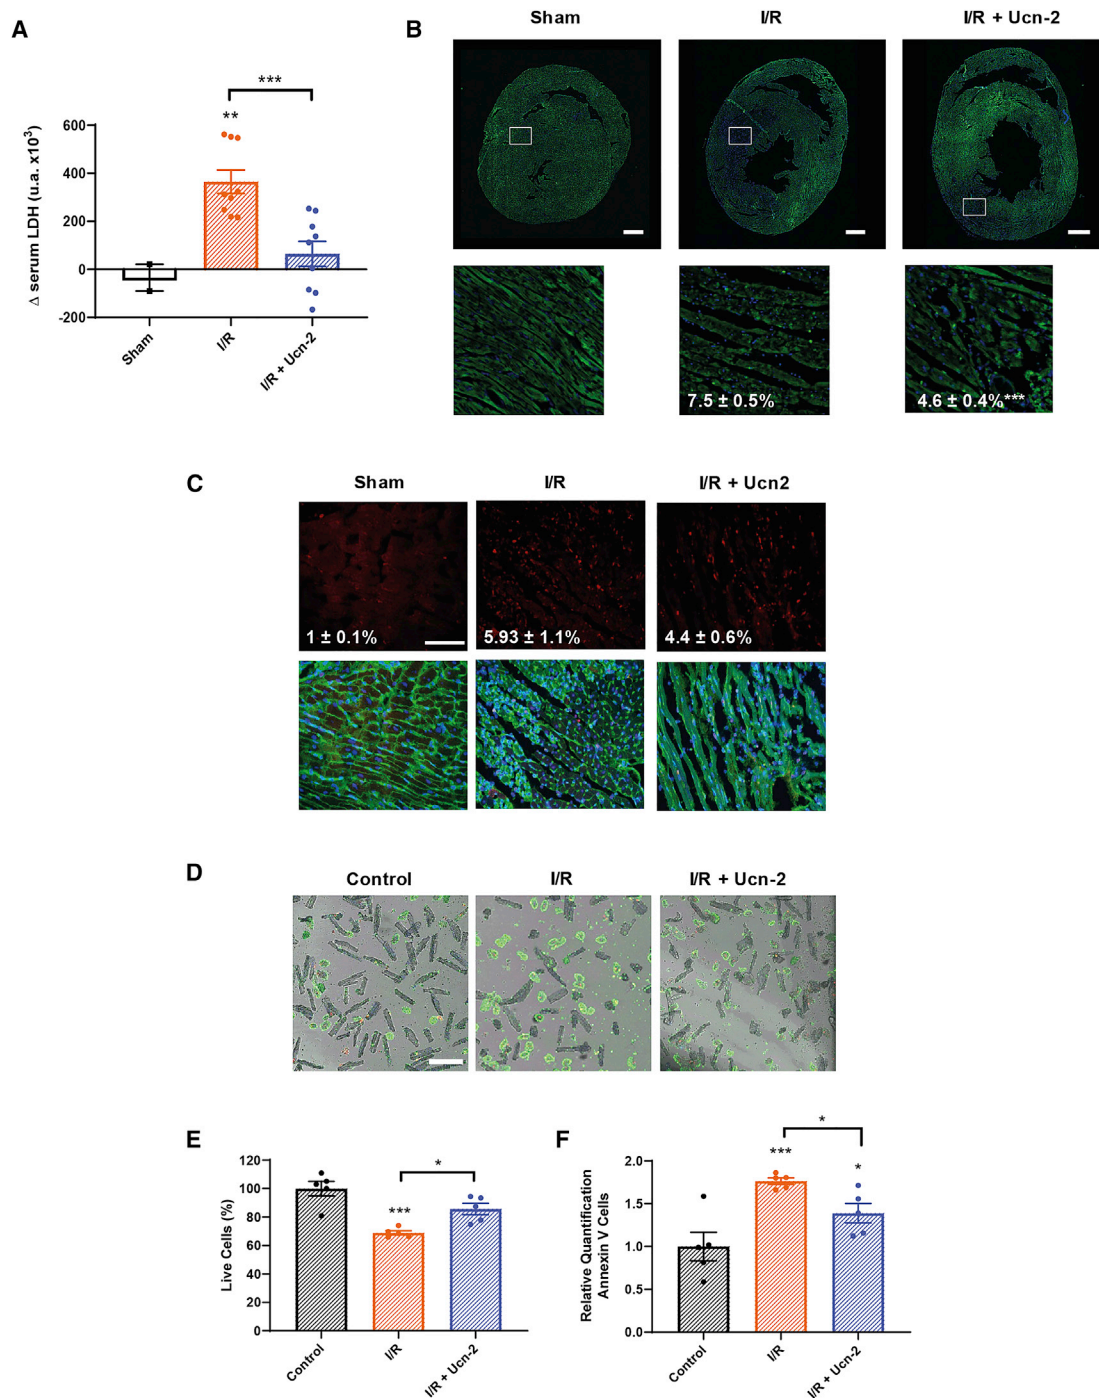 A
Δ serum LDH (u.a. x10³)
600
400
200
0
-200
**
***
Sham
I/R
I/R + Ucn-2
B
Sham
I/R
I/R + Ucn-2
7.5 ± 0.5%
4.6 ± 0.4%***
C
Sham
I/R
I/R + Ucn2
1 ± 0.1%
5.93 ± 1.1%
4.4 ± 0.6%
D
Control
I/R
I/R + Ucn-2
E
Live Cells (%)
120
100
80
60
40
20
0
***
*
Control
I/R
I/R + Ucn-2
F
Relative Quantification
Annexin V Cells
2.0
1.5
1.0
0.5
0.0
***
*
*
Control
I/R
I/R + Ucn-2